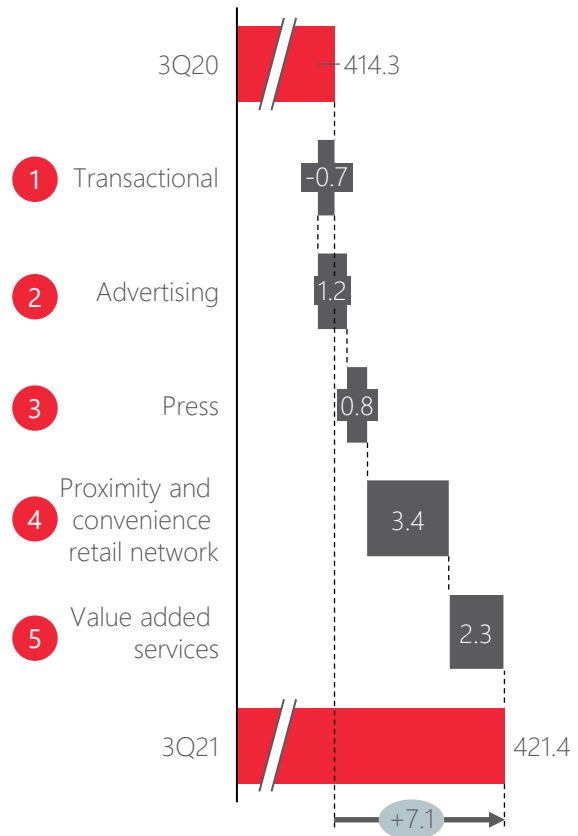 3Q20
414.3
1
Transactional
-0.7
2
Advertising
1.2
3
Press
0.8
4
Proximity and
convenience
retail network
3.4
5
Value added
services
2.3
3Q21
421.4
+7.1